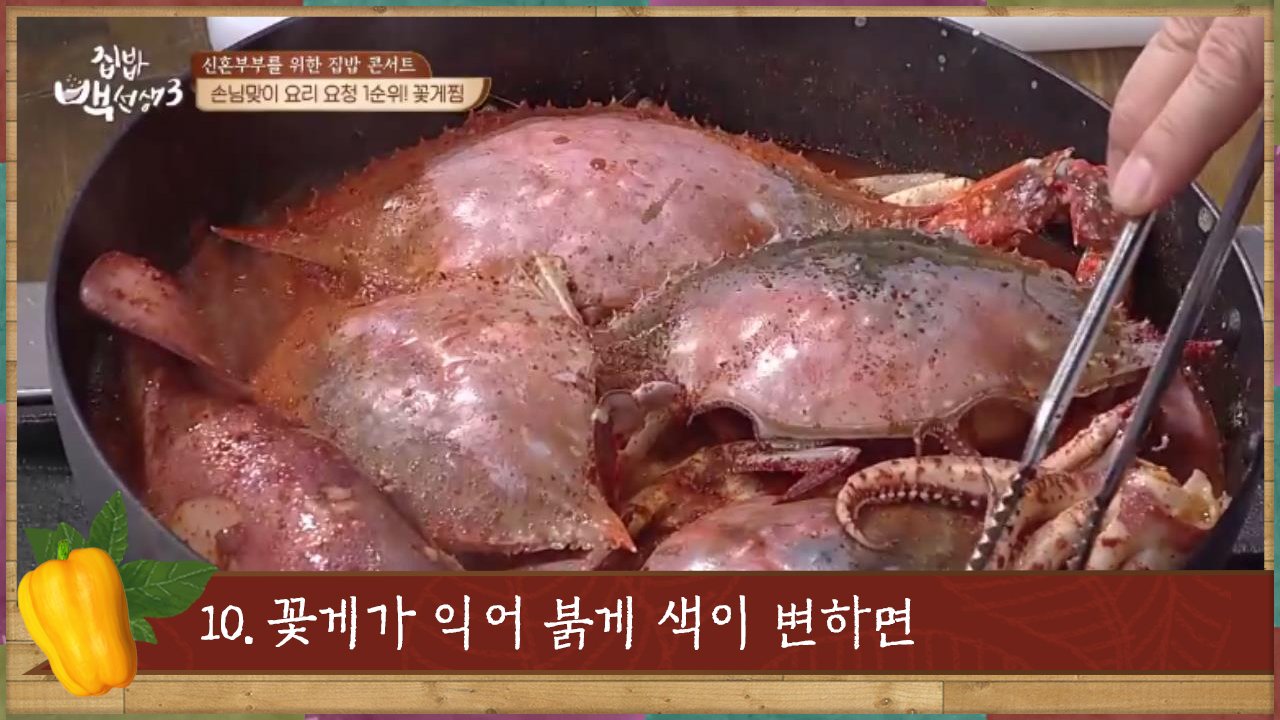 집밥
백선생3
신혼부부를 위한 집밥 콘서트
손님맞이 요리 요청 1순위! 꽃게찜
10. 꽃게가 익어 붉게 색이 변하면